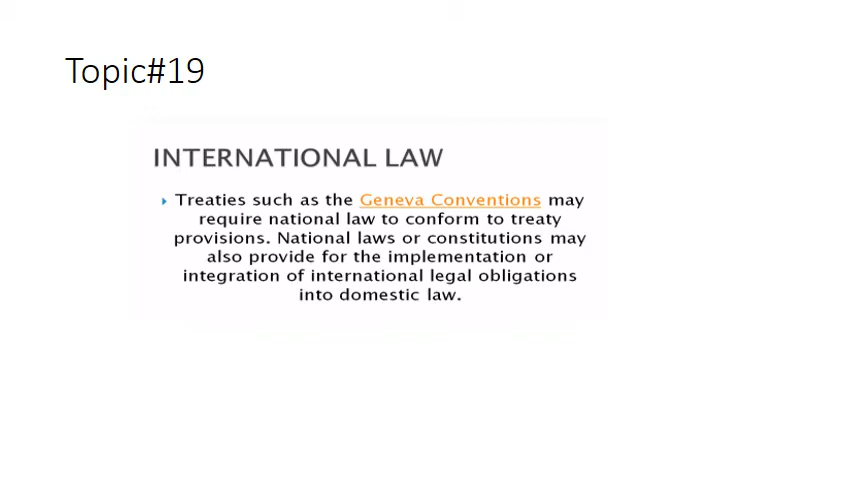 Topic#19
INTERNATIONAL LAW
Treaties such as the Geneva Conventions may
require national law to conform to treaty
provisions. National laws or constitutions may
also provide for the implementation or
integration of international legal obligations
into domestic law.